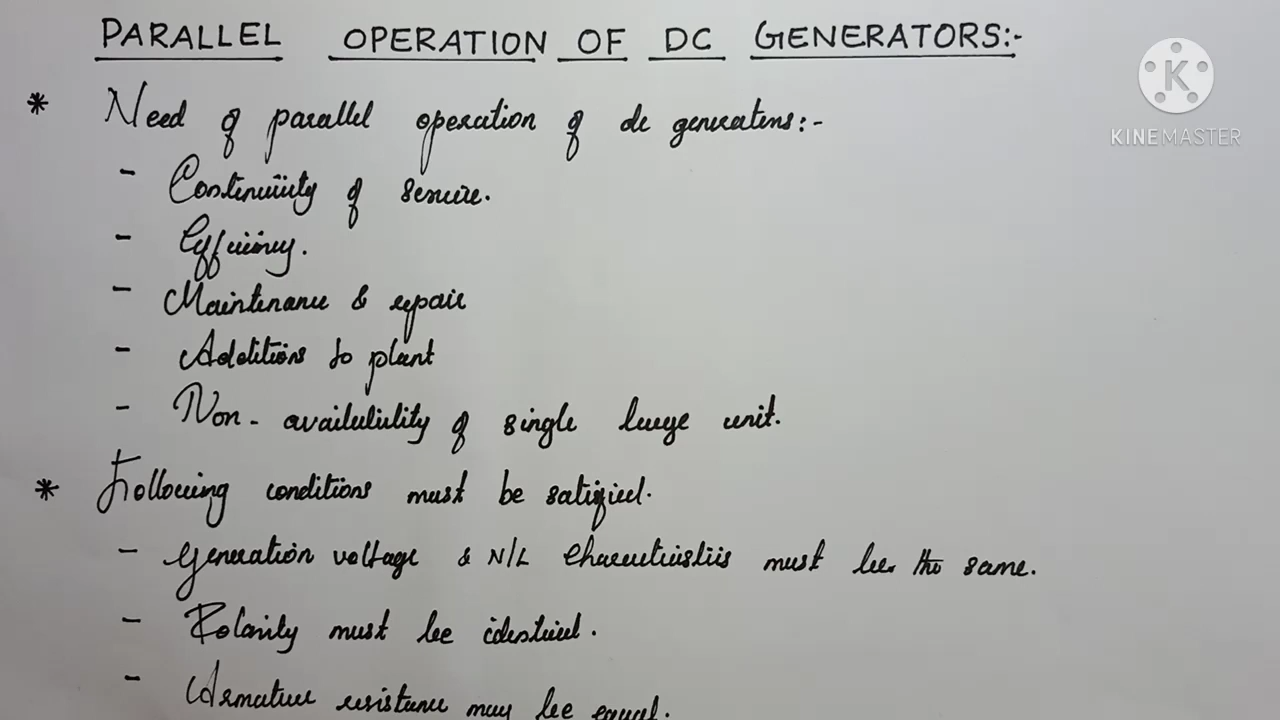 PARALLEL OPERATION OF DC GENERATORS:-
K
KINEMASTER
* Need of parallel operation of dc generators:-
- Continuity of service.
- Efficiency.
- Maintenance & repair
- Additions to plant
- Non-availability of single large unit.
* Following conditions must be satisfied.
- Generation voltage & N/L characteristics must be the same.
- Polarity must be identical.
- Armature resistance may be equal.